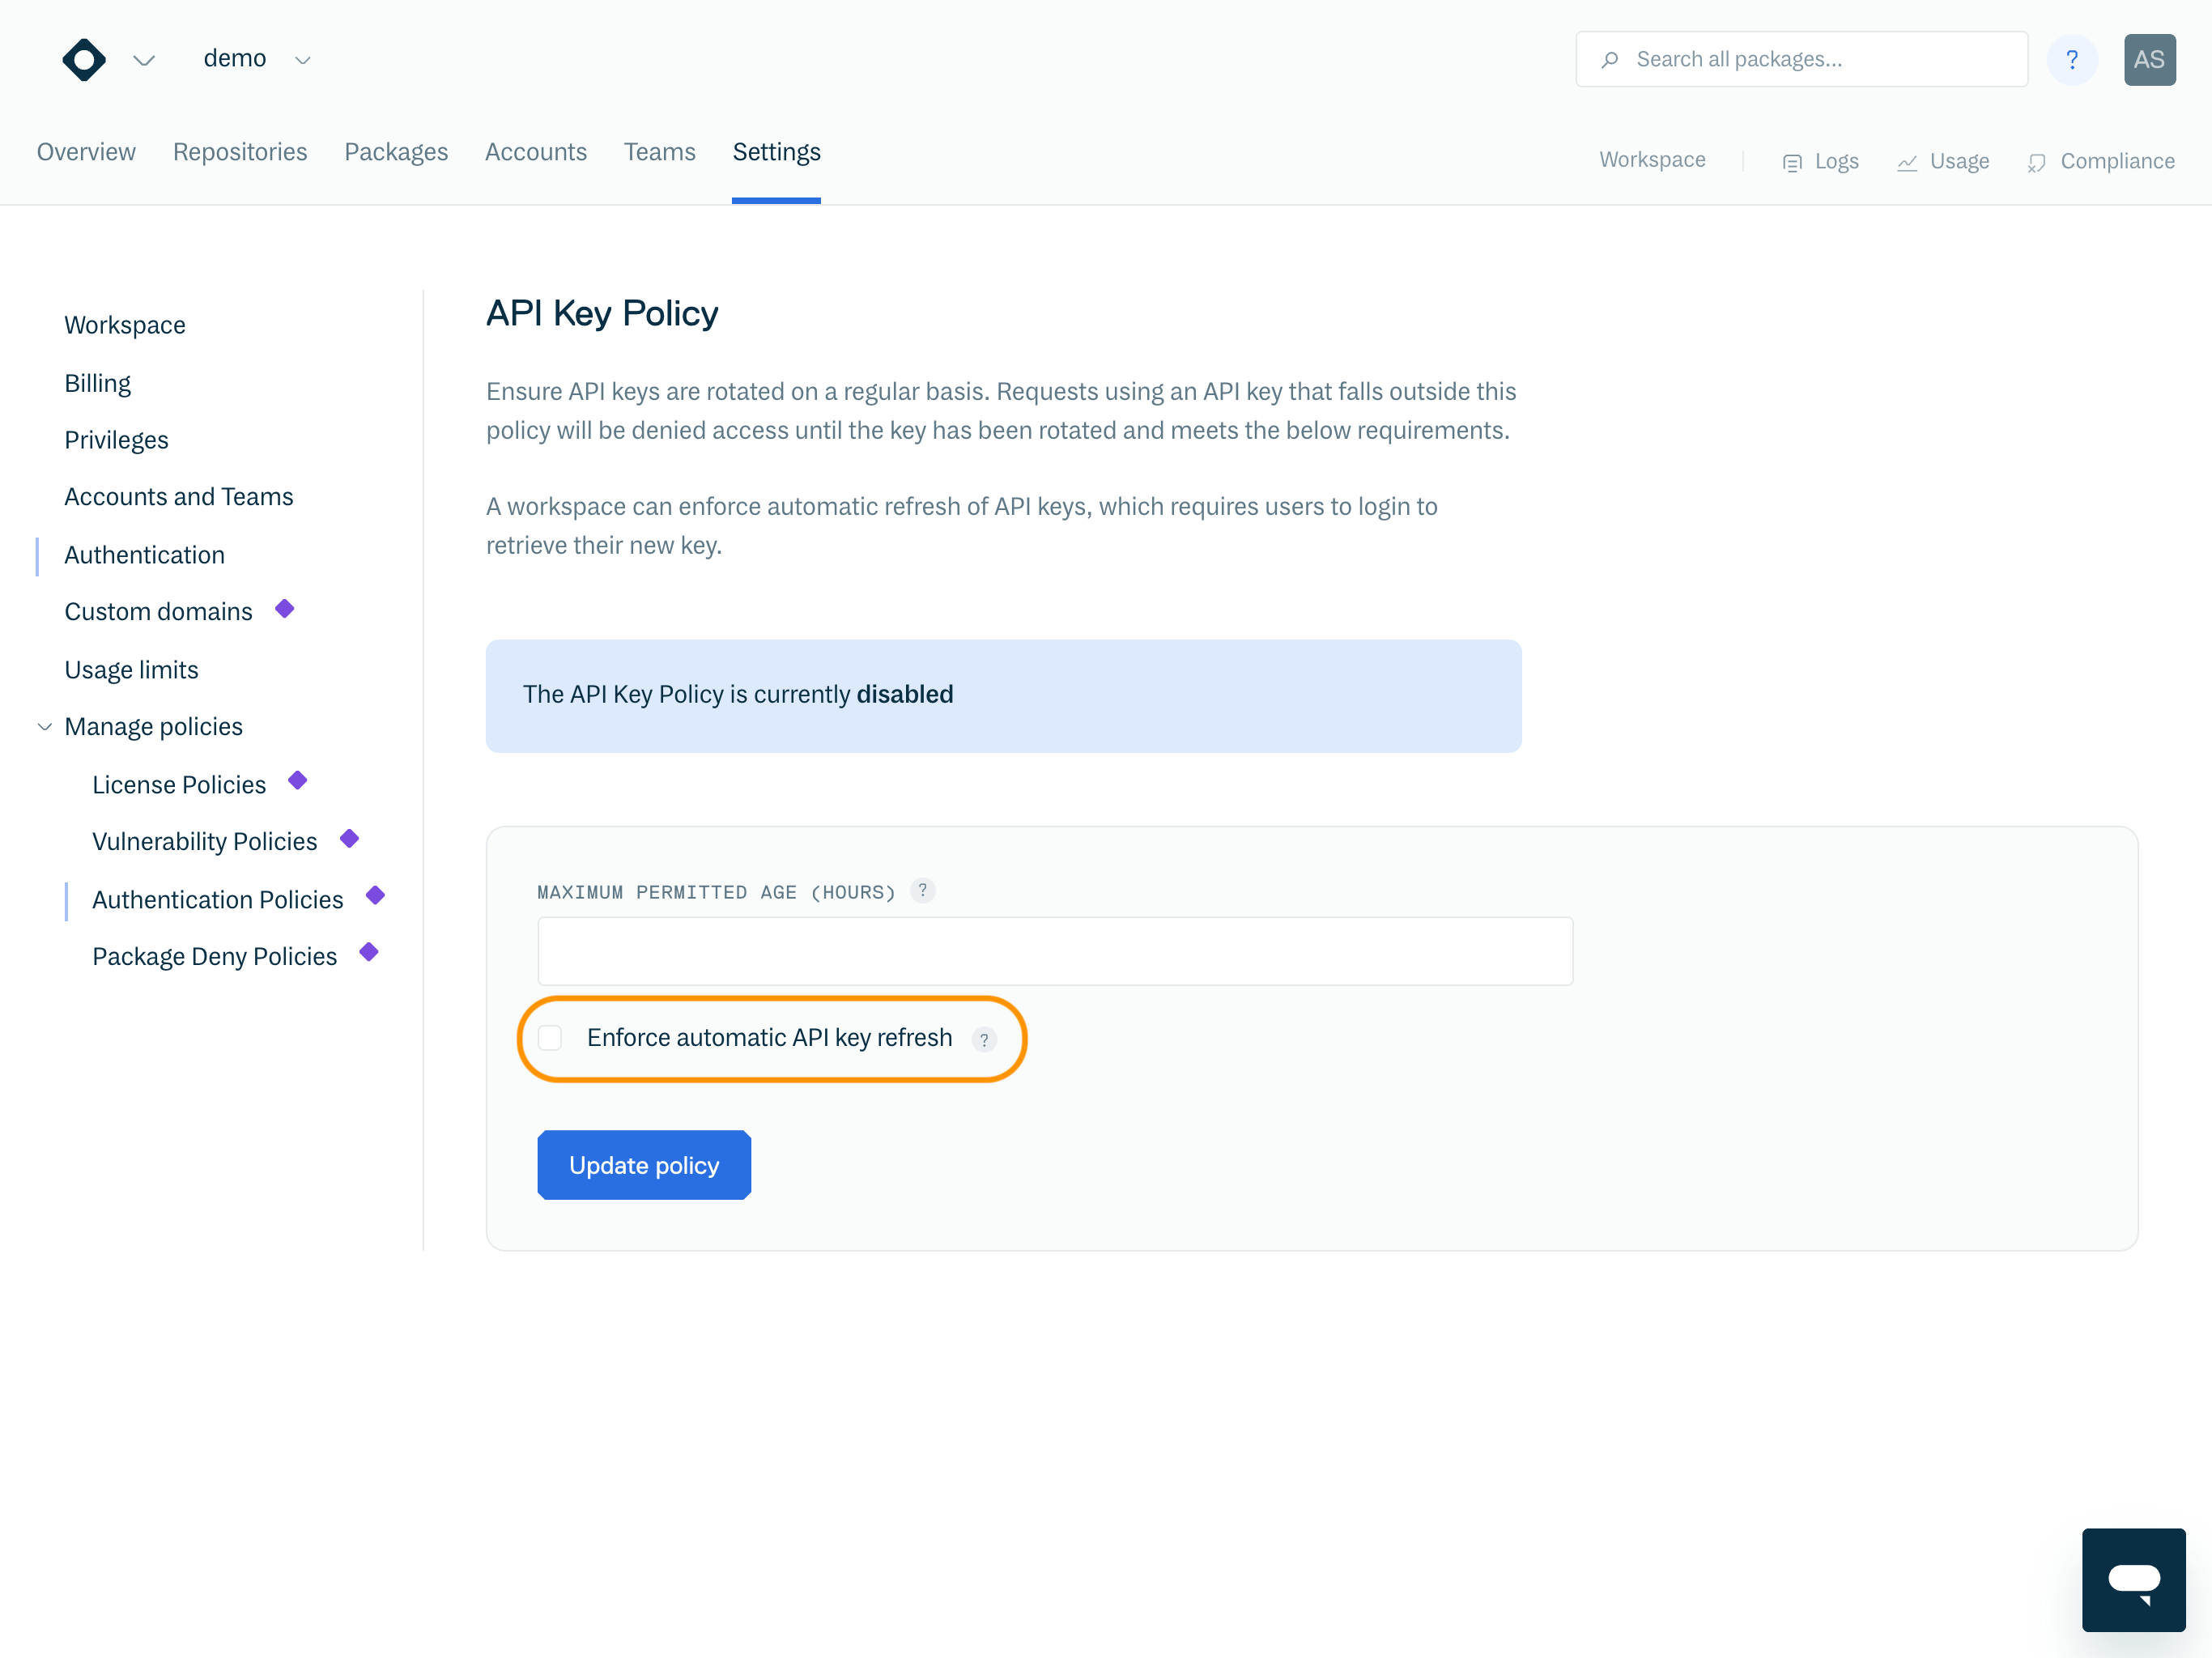 demo
Search all packages...
?
AS
Overview
Repositories
Packages
Accounts
Teams
Settings
Workspace
Logs
Usage
Compliance
Workspace
Billing
Privileges
Accounts and Teams
Authentication
Custom domains
Usage limits
Manage policies
License Policies
Vulnerability Policies
Authentication Policies
Package Deny Policies
API Key Policy
Ensure API keys are rotated on a regular basis. Requests using an API key that falls outside this
policy will be denied access until the key has been rotated and meets the below requirements.
A workspace can enforce automatic refresh of API keys, which requires users to login to
retrieve their new key.
The API Key Policy is currently disabled
MAXIMUM PERMITTED AGE (HOURS) ?
Enforce automatic API key refresh ?
Update policy